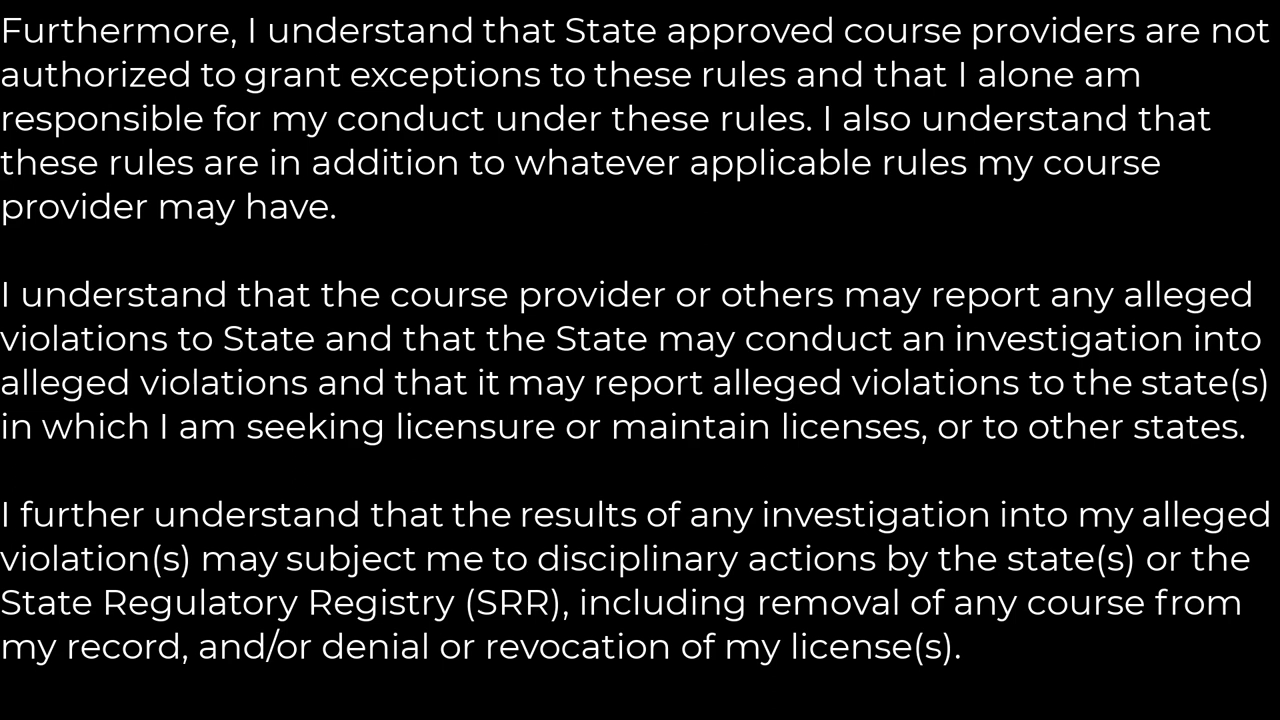 Furthermore, I understand that State approved course providers are not
authorized to grant exceptions to these rules and that I alone am
responsible for my conduct under these rules. I also understand that
these rules are in addition to whatever applicable rules my course
provider may have.
I understand that the course provider or others may report any alleged
violations to State and that the State may conduct an investigation into
alleged violations and that it may report alleged violations to the state(s)
in which I am seeking licensure or maintain licenses, or to other states.
I further understand that the results of any investigation into my alleged
violation(s) may subject me to disciplinary actions by the state(s) or the
State Regulatory Registry (SRR), including removal of any course from
my record, and/or denial or revocation of my license(s).